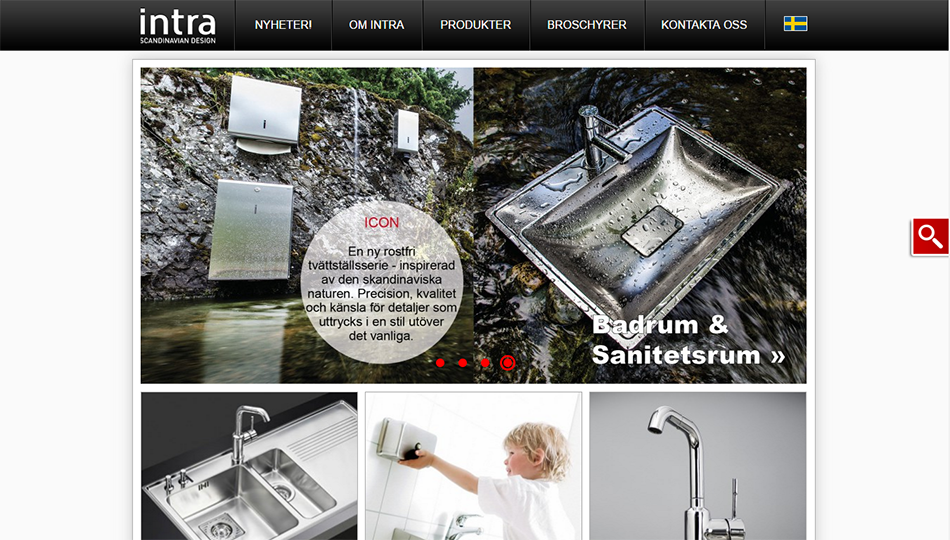 intra
SCANDINAVIAN DESIGN
NYHETER!
OM INTRA
PRODUKTER
BROSCHYRER
KONTAKTA OSS
ICON
En ny rostfri
tvättställsserie - inspirerad
av den skandinaviska
naturen. Precision, kvalitet
och känsla för detaljer som
uttrycks i en stil utöver
det vanliga.
Badrum &
Sanitetsrum »